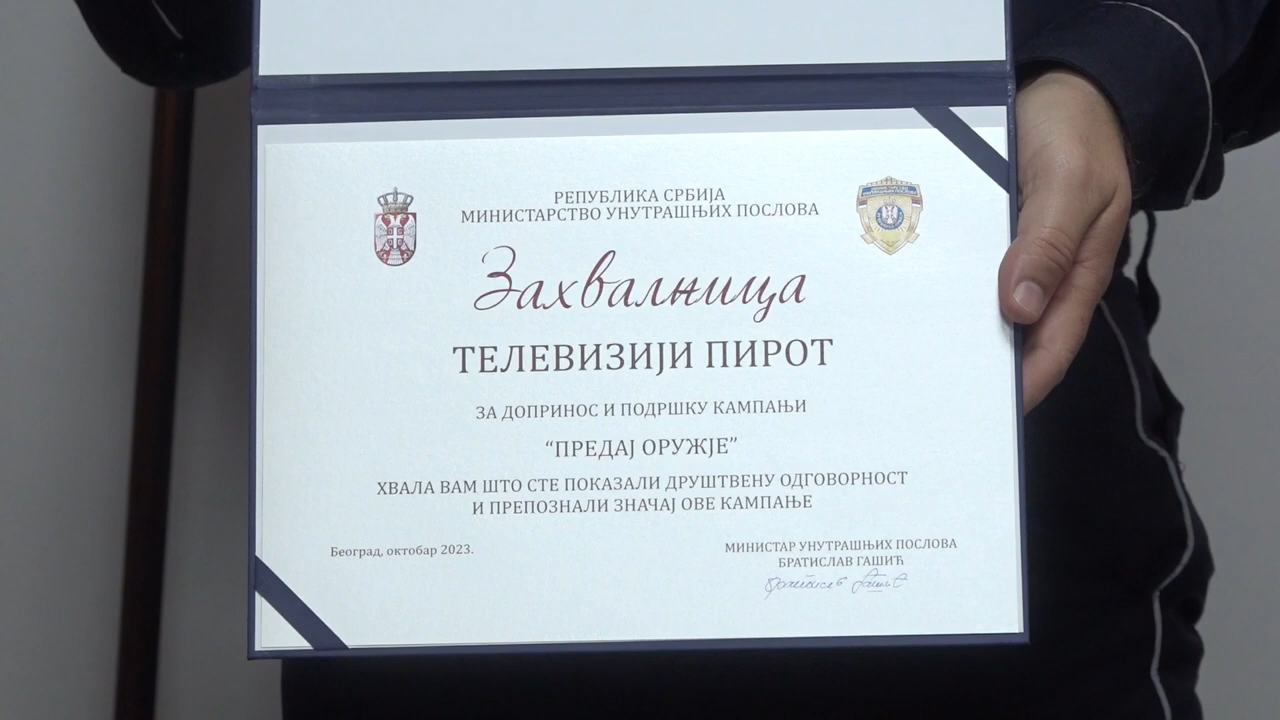 РЕПУБЛИКА СРБИЈА
МИНИСТАРСТВО УНУТРАШЊИХ ПОСЛОВА
Захвалница
ТЕЛЕВИЗИЈИ ПИРОТ
ЗА ДОПРИНОС И ПОДРШКУ КАМПАЊИ
“ПРЕДАЈ ОРУЖЈЕ”
ХВАЛА ВАМ ШТО СТЕ ПОКАЗАЛИ ДРУШТВЕНУ ОДГОВОРНОСТ
И ПРЕПОЗНАЛИ ЗНАЧАЈ ОВЕ КАМПАЊЕ
Београд, октобар 2023.
МИНИСТАР УНУТРАШЊИХ ПОСЛОВА
БРАТИСЛАВ ГАШИЋ